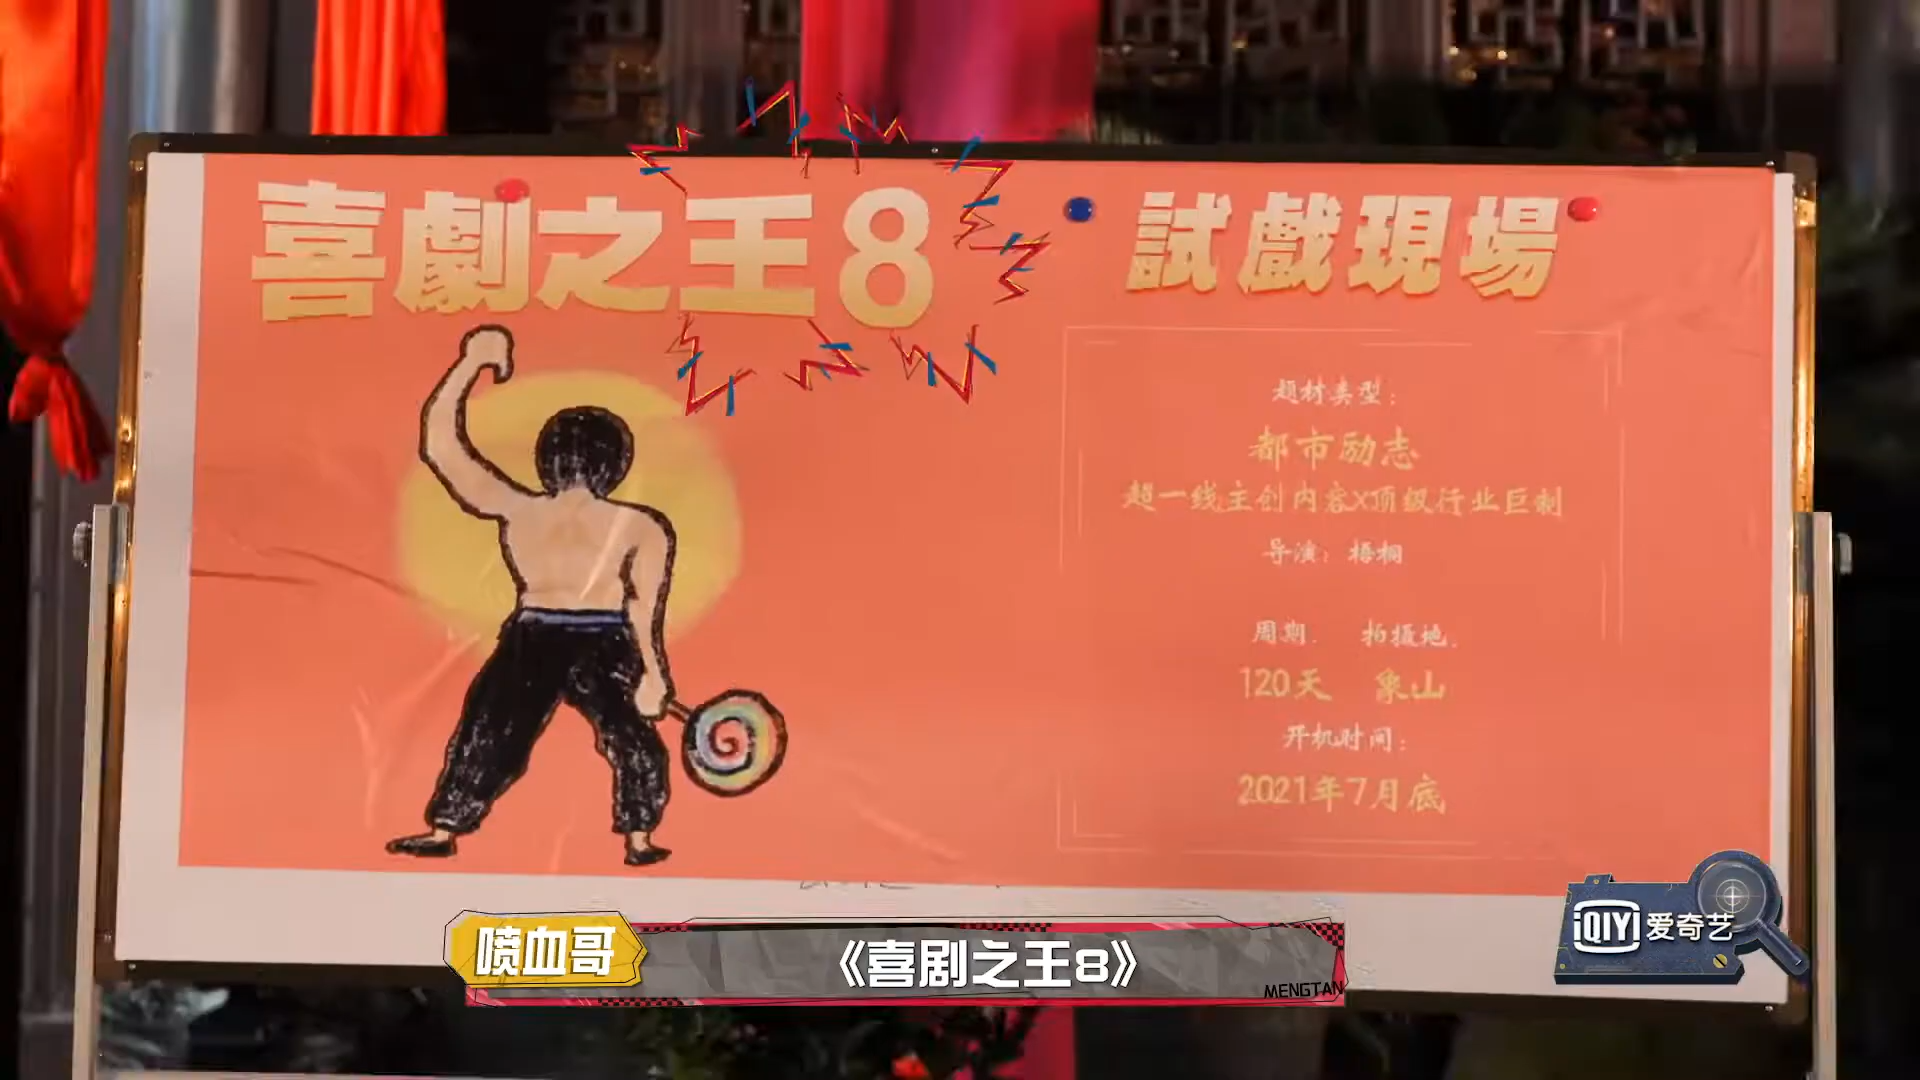 喜劇之王8
試戲現場
题材类型：
都市励志
超一线主创内容X顶级行业巨制
导演：梧桐
周期： 拍摄地：
120天 象山
开机时间：
2021年7月底
喷血哥
《喜剧之王8》
MENGTAN
iQIYI 爱奇艺